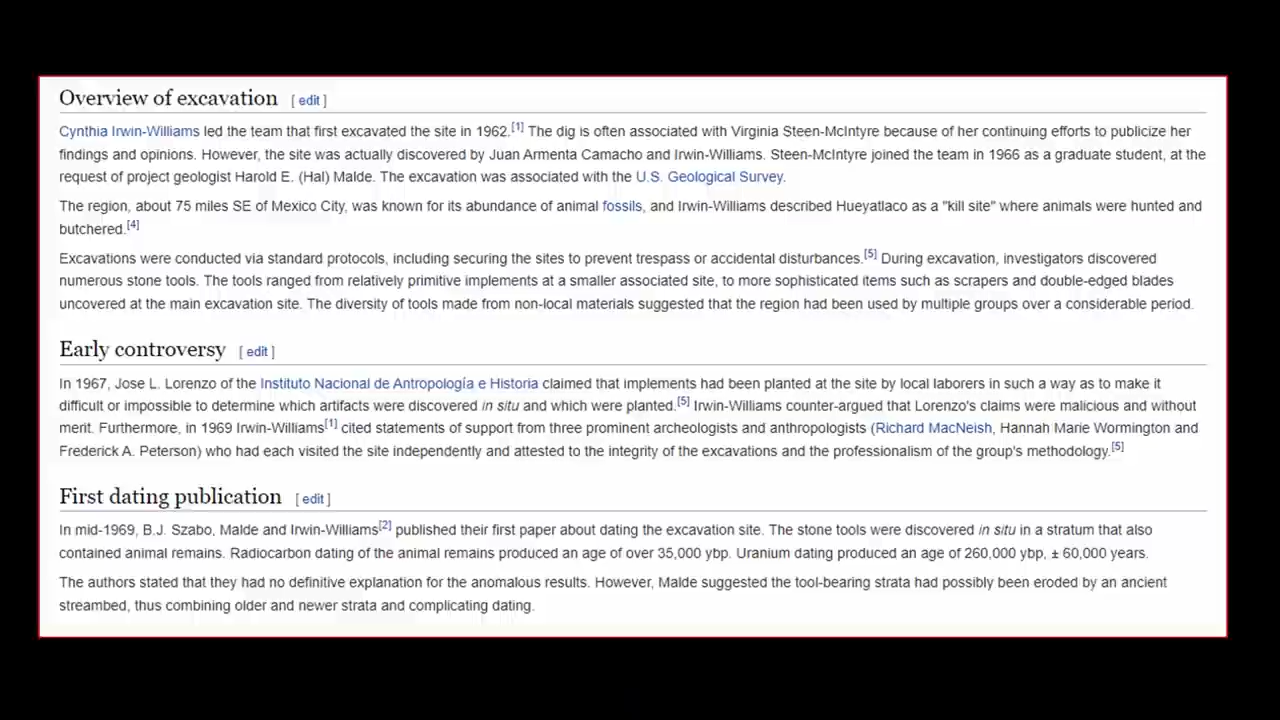 Overview of excavation [ edit ]
Cynthia Irwin-Williams led the team that first excavated the site in 1962.[1] The dig is often associated with Virginia Steen-McIntyre because of her continuing efforts to publicize her
findings and opinions. However, the site was actually discovered by Juan Armenta Camacho and Irwin-Williams. Steen-McIntyre joined the team in 1966 as a graduate student, at the
request of project geologist Harold E. (Hal) Malde. The excavation was associated with the U.S. Geological Survey.
The region, about 75 miles SE of Mexico City, was known for its abundance of animal fossils, and Irwin-Williams described Hueyatlaco as a "kill site" where animals were hunted and
butchered.[4]
Excavations were conducted via standard protocols, including securing the sites to prevent trespass or accidental disturbances.[5] During excavation, investigators discovered
numerous stone tools. The tools ranged from relatively primitive implements at a smaller associated site, to more sophisticated items such as scrapers and double-edged blades
uncovered at the main excavation site. The diversity of tools made from non-local materials suggested that the region had been used by multiple groups over a considerable period.
Early controversy [ edit ]
In 1967, Jose L. Lorenzo of the Instituto Nacional de Antropología e Historia claimed that implements had been planted at the site by local laborers in such a way as to make it
difficult or impossible to determine which artifacts were discovered in situ and which were planted.[5] Irwin-Williams counter-argued that Lorenzo's claims were malicious and without
merit. Furthermore, in 1969 Irwin-Williams[1] cited statements of support from three prominent archeologists and anthropologists (Richard MacNeish, Hannah Marie Wormington and
Frederick A. Peterson) who had each visited the site independently and attested to the integrity of the excavations and the professionalism of the group's methodology.[5]
First dating publication [ edit ]
In mid-1969, B.J. Szabo, Malde and Irwin-Williams[2] published their first paper about dating the excavation site. The stone tools were discovered in situ in a stratum that also
contained animal remains. Radiocarbon dating of the animal remains produced an age of over 35,000 ybp. Uranium dating produced an age of 260,000 ybp, ± 60,000 years.
The authors stated that they had no definitive explanation for the anomalous results. However, Malde suggested the tool-bearing strata had possibly been eroded by an ancient
streambed, thus combining older and newer strata and complicating dating.